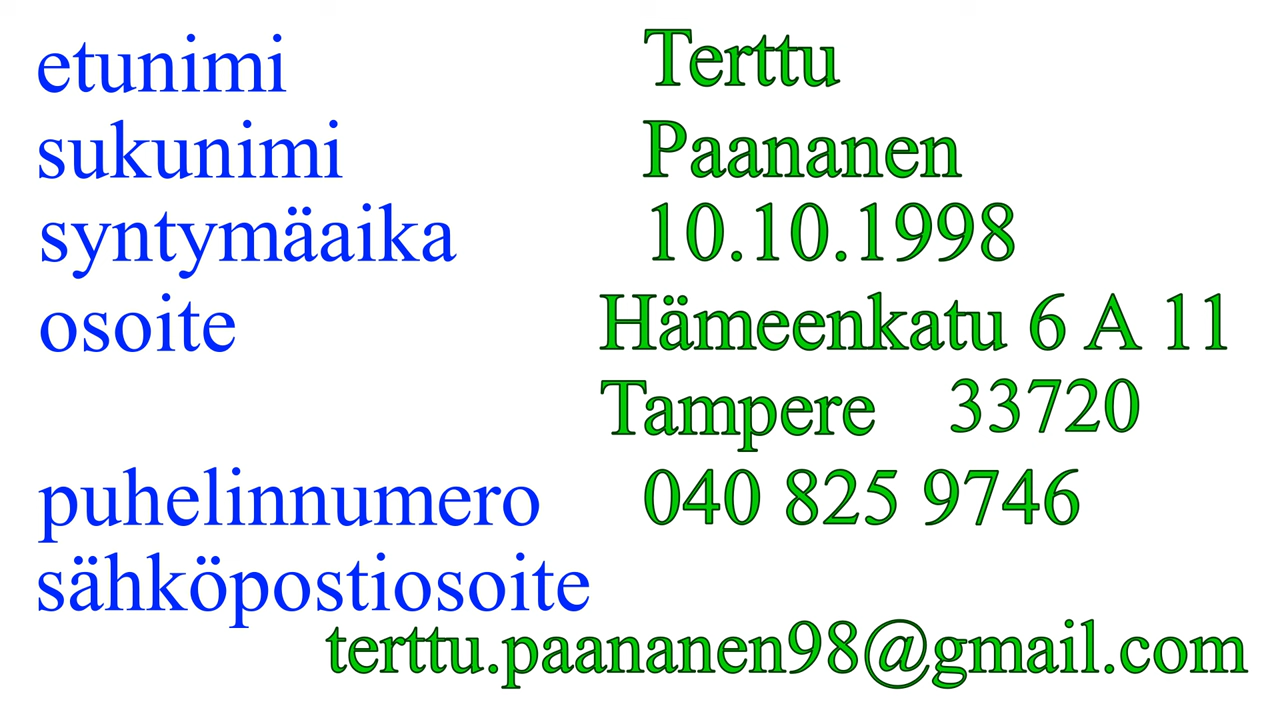 etunimi Terttu
sukunimi Paananen
syntymäaika 10.10.1998
osoite Hämeenkatu 6 A 11
Tampere 33720
puhelinnumero 040 825 9746
sähköpostiosoite
terttu.paananen98@gmail.com